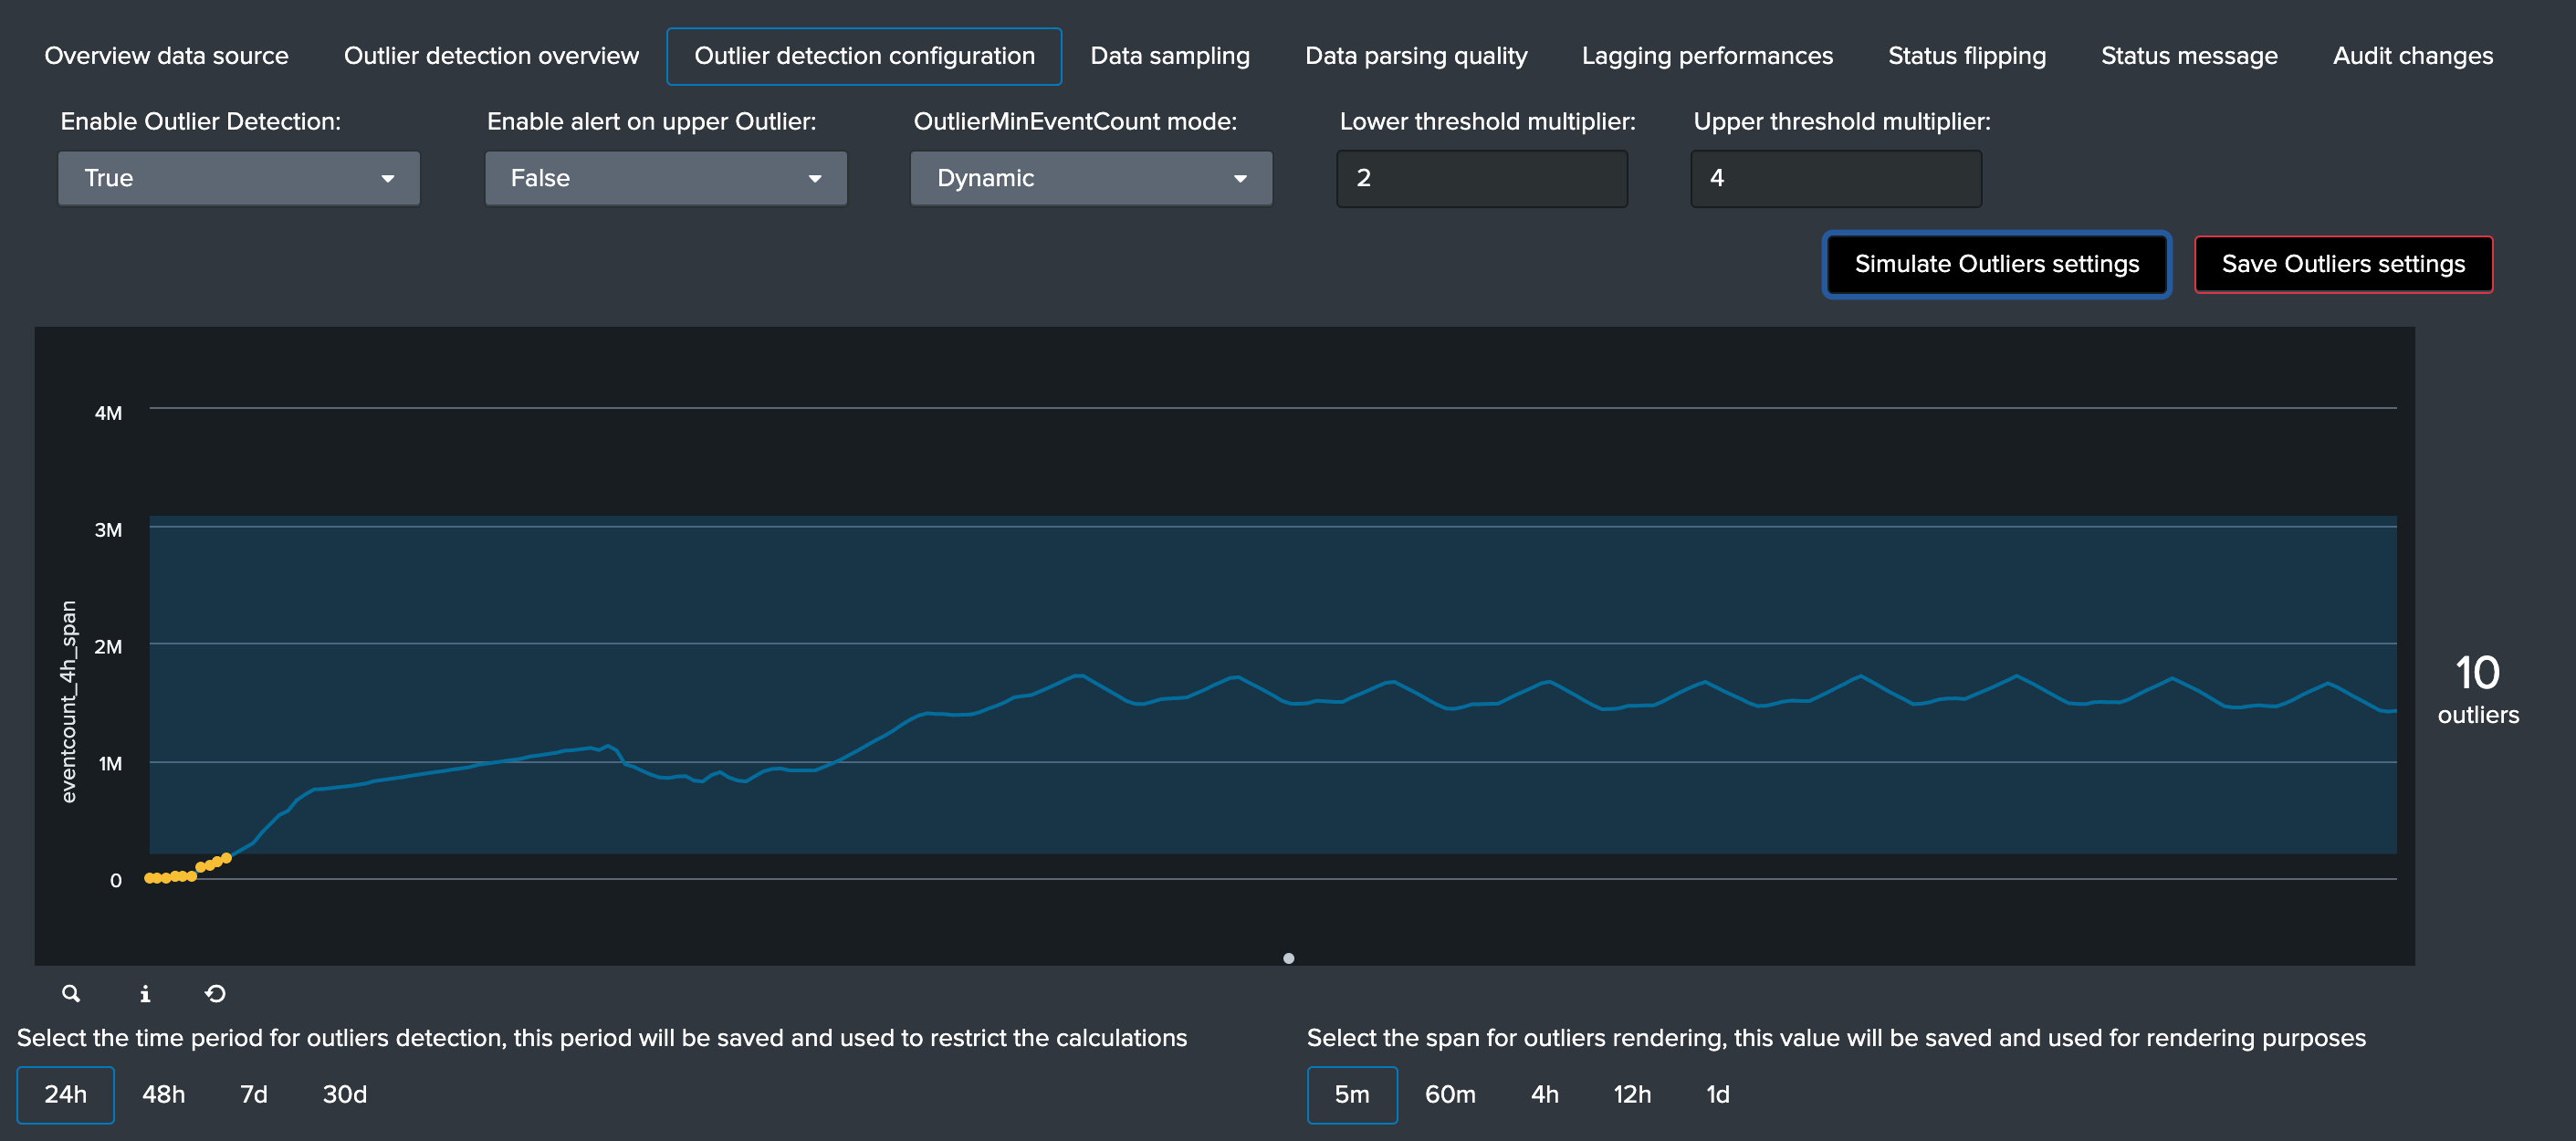 Overview data source
Outlier detection overview
Outlier detection configuration
Data sampling
Data parsing quality
Lagging performances
Status flipping
Status message
Audit changes
Enable Outlier Detection:
True
Enable alert on upper Outlier:
False
OutlierMinEventCount mode:
Dynamic
Lower threshold multiplier:
2
Upper threshold multiplier:
4
Simulate Outliers settings
Save Outliers settings
eventcount_4h_span
4M
3M
2M
1M
0
10
outliers
Select the time period for outliers detection, this period will be saved and used to restrict the calculations
24h
48h
7d
30d
Select the span for outliers rendering, this value will be saved and used for rendering purposes
5m
60m
4h
12h
1d